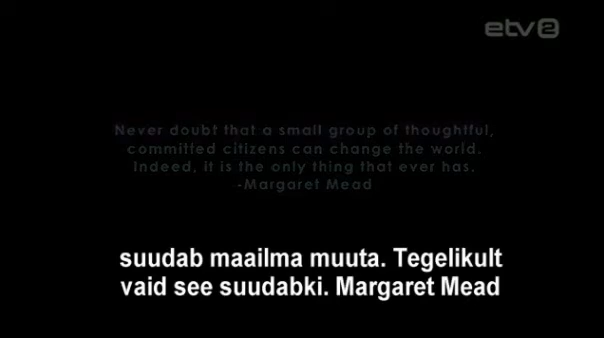 etv2
Never doubt that a small group of thoughtful,
committed citizens can change the world.
Indeed, it is the only thing that ever has.
-Margaret Mead
suudab maailma muuta. Tegelikult
vaid see suudabki. Margaret Mead